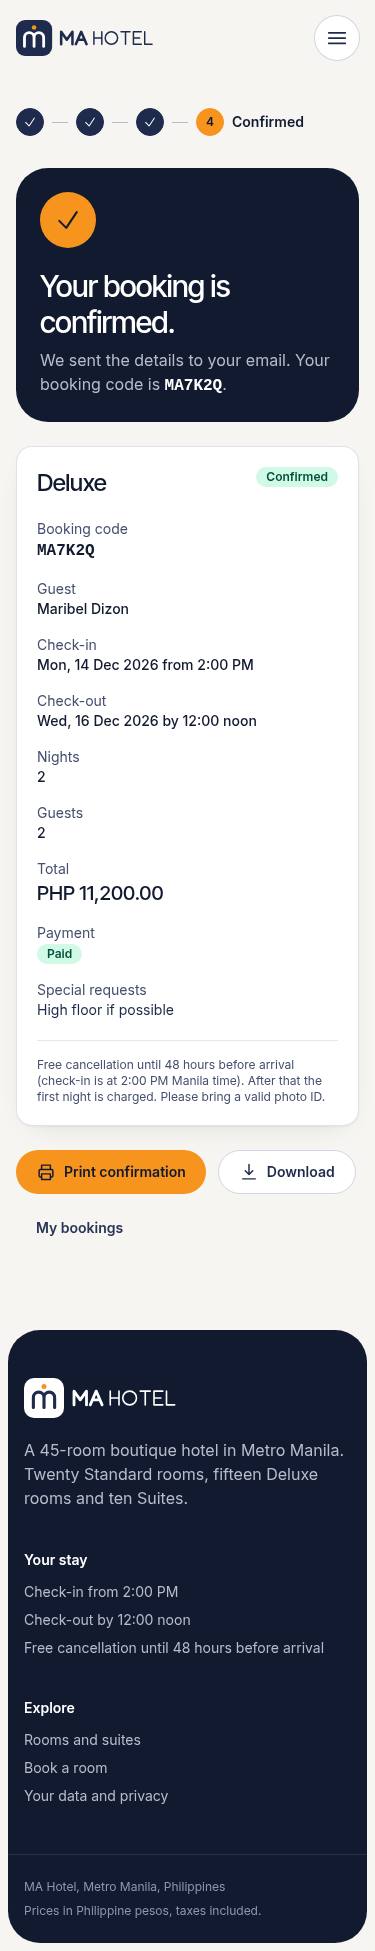 MA HOTEL
4 Confirmed
Your booking is
confirmed.
We sent the details to your email. Your
booking code is MA7K2Q.
Deluxe
Confirmed
Booking code
MA7K2Q
Guest
Maribel Dizon
Check-in
Mon, 14 Dec 2026 from 2:00 PM
Check-out
Wed, 16 Dec 2026 by 12:00 noon
Nights
2
Guests
2
Total
PHP 11,200.00
Payment
Paid
Special requests
High floor if possible
Free cancellation until 48 hours before arrival
(check-in is at 2:00 PM Manila time). After that the
first night is charged. Please bring a valid photo ID.
Print confirmation
Download
My bookings
MA HOTEL
A 45-room boutique hotel in Metro Manila.
Twenty Standard rooms, fifteen Deluxe
rooms and ten Suites.
Your stay
Check-in from 2:00 PM
Check-out by 12:00 noon
Free cancellation until 48 hours before arrival
Explore
Rooms and suites
Book a room
Your data and privacy
MA Hotel, Metro Manila, Philippines
Prices in Philippine pesos, taxes included.